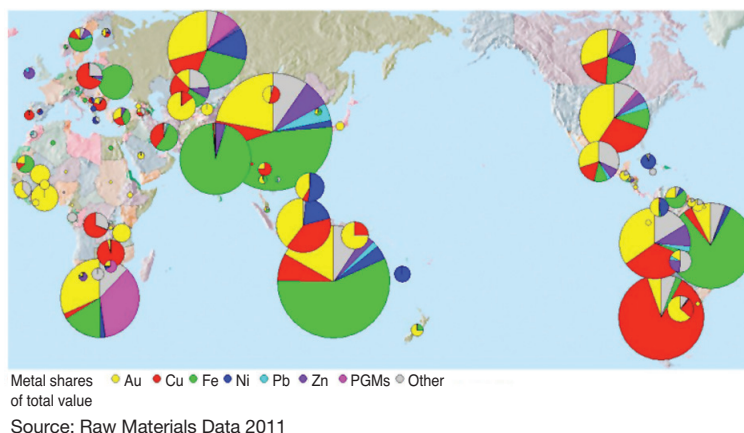 Metal shares of total value
Au Cu Fe Ni Pb Zn PGMs Other
Source: Raw Materials Data 2011